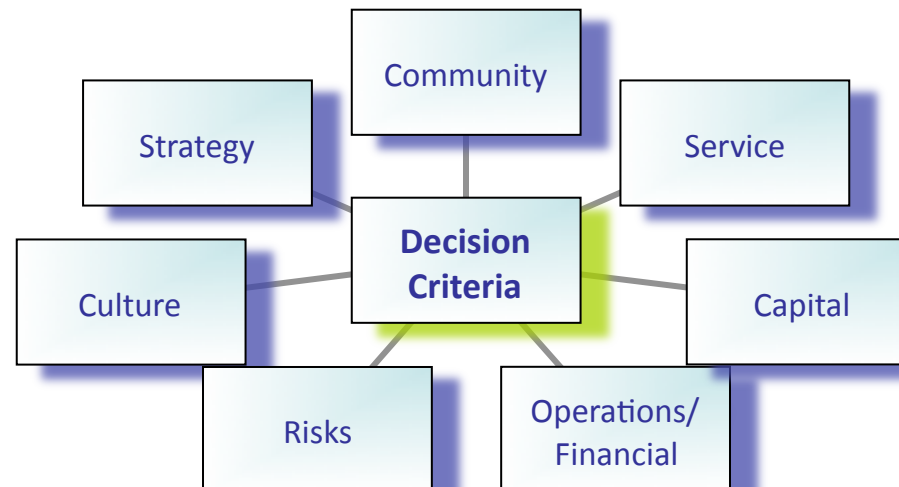 Community
Strategy
Service
Decision
Criteria
Culture
Capital
Risks
Operations/
Financial